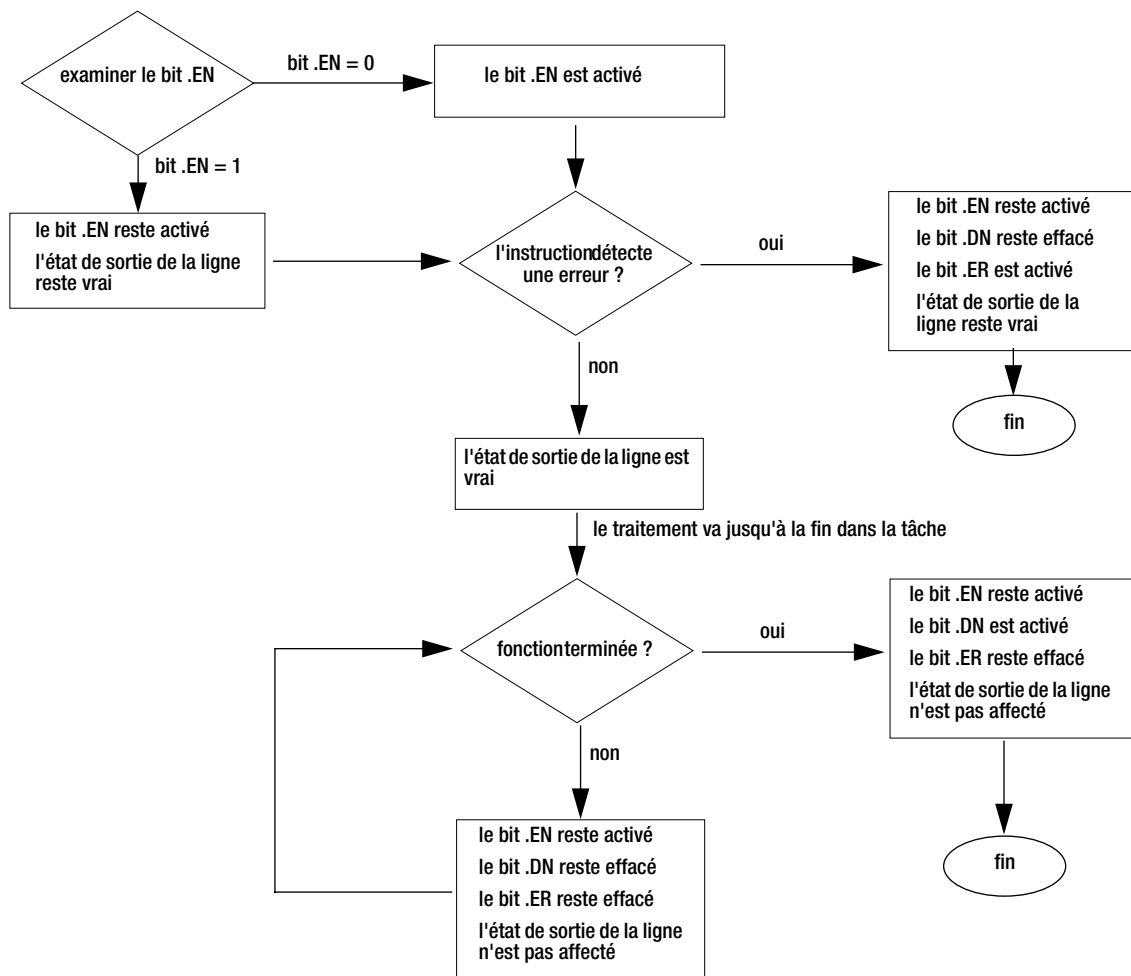 examiner le bit .EN
bit .EN = 0
le bit .EN est activé
bit .EN = 1
le bit .EN reste activé
l'état de sortie de la ligne
reste vrai
l'instructiondétecte
une erreur ?
oui
le bit .EN reste activé
le bit .DN reste effacé
le bit .ER est activé
l'état de sortie de la
ligne reste vrai
non
fin
l'état de sortie de la ligne est
vrai
le traitement va jusqu'à la fin dans la tâche
fonctionterminée ?
oui
le bit .EN reste activé
le bit .DN est activé
le bit .ER reste effacé
l'état de sortie de la ligne
n'est pas affecté
non
le bit .EN reste activé
le bit .DN reste effacé
le bit .ER reste effacé
l'état de sortie de la ligne
n'est pas affecté
fin